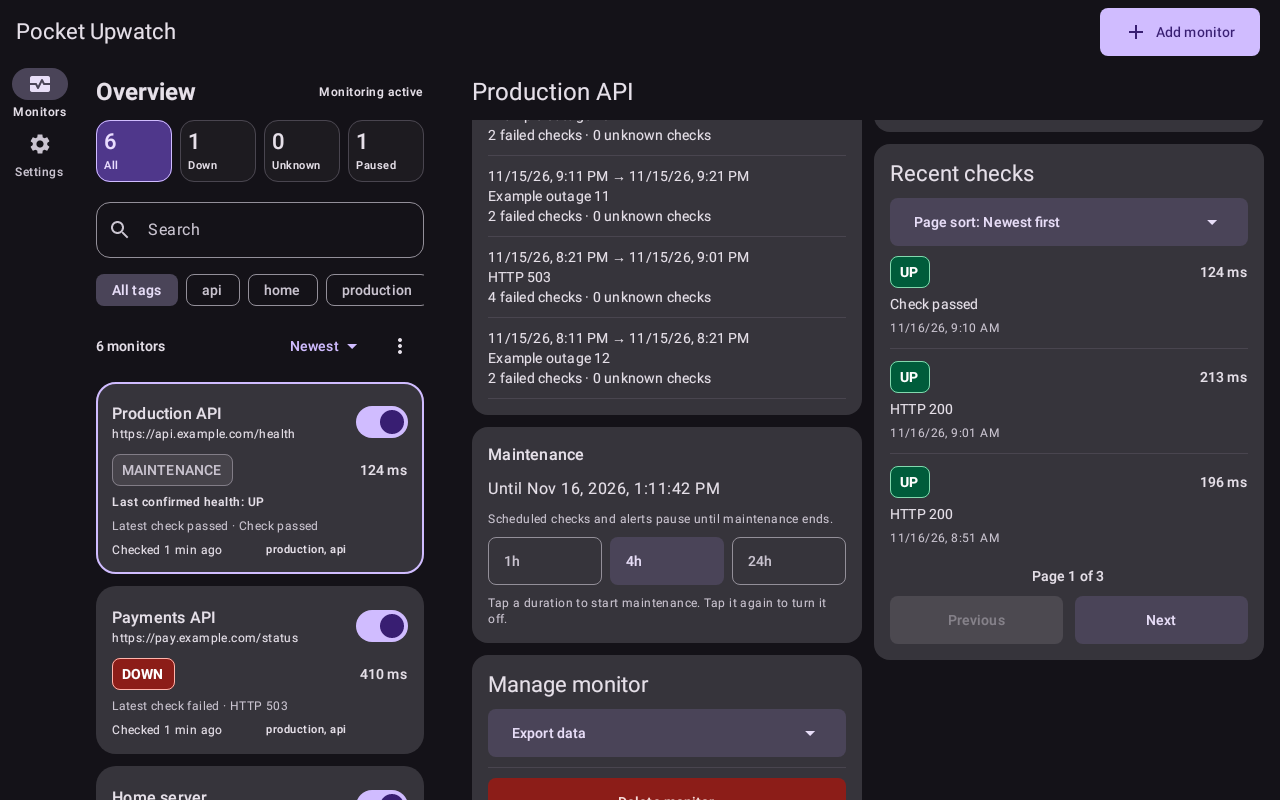 Pocket Upwatch
Add monitor
Monitors
Settings
Overview
Monitoring active
6
All
1
Down
0
Unknown
1
Paused
Search
All tags
api
home
production
6 monitors
Newest
Production API
https://api.example.com/health
MAINTENANCE
124 ms
Last confirmed health: UP
Latest check passed · Check passed
Checked 1 min ago
production, api
Payments API
https://pay.example.com/status
DOWN
410 ms
Latest check failed · HTTP 503
Checked 1 min ago
production, api
Home server
Production API
2 failed checks · 0 unknown checks
11/15/26, 9:11 PM → 11/15/26, 9:21 PM
Example outage 11
2 failed checks · 0 unknown checks
11/15/26, 8:21 PM → 11/15/26, 9:01 PM
HTTP 503
4 failed checks · 0 unknown checks
11/15/26, 8:11 PM → 11/15/26, 8:21 PM
Example outage 12
2 failed checks · 0 unknown checks
Maintenance
Until Nov 16, 2026, 1:11:42 PM
Scheduled checks and alerts pause until maintenance ends.
1h
4h
24h
Tap a duration to start maintenance. Tap it again to turn it
off.
Manage monitor
Export data
Delete monitor
Recent checks
Page sort: Newest first
UP
124 ms
Check passed
11/16/26, 9:10 AM
UP
213 ms
HTTP 200
11/16/26, 9:01 AM
UP
196 ms
HTTP 200
11/16/26, 8:51 AM
Page 1 of 3
Previous
Next